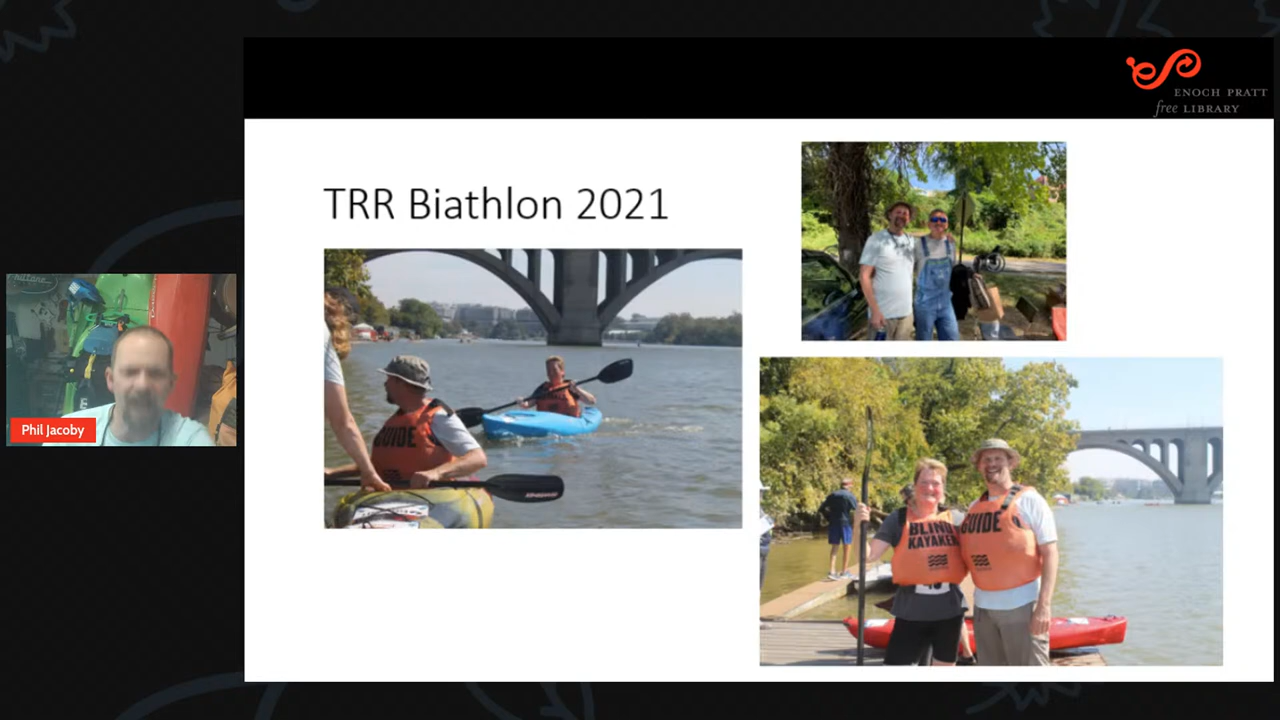 ENOCH PRATT
free LIBRARY
TRR Biathlon 2021
Phil Jacoby
GUIDE
BLIND
KAYAKER
GUIDE